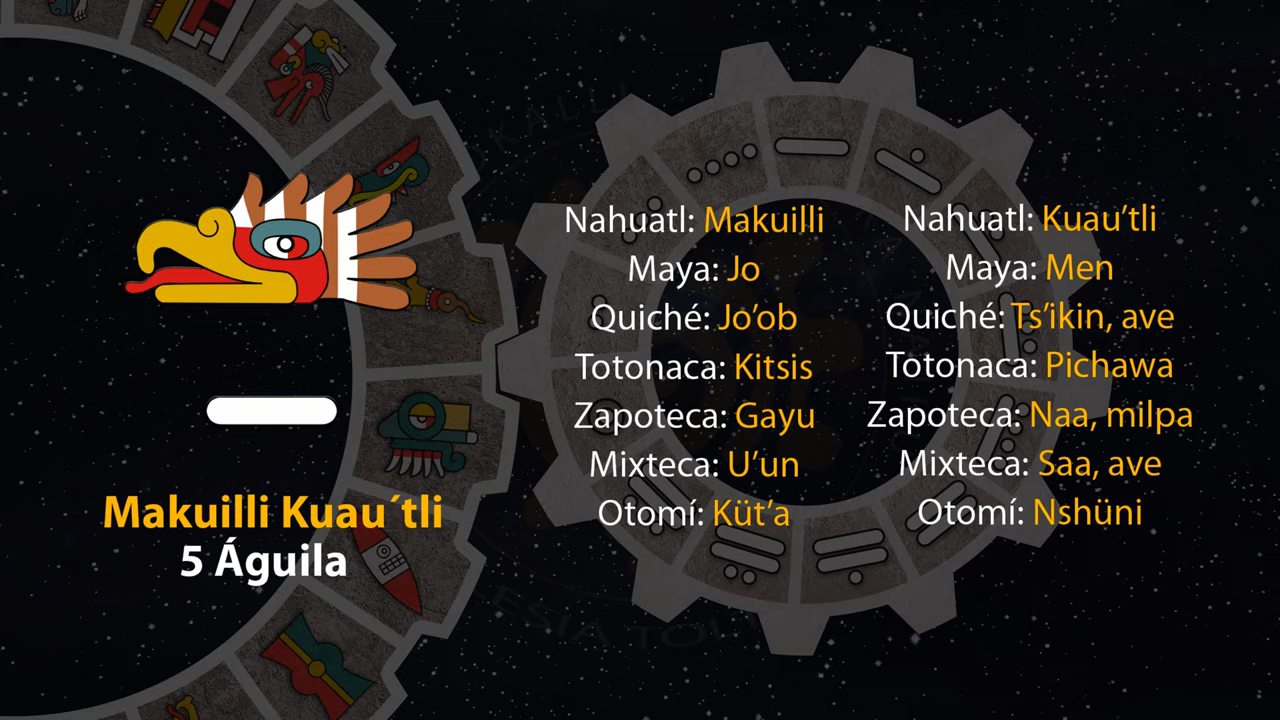 Makuilli Kuau´tli
5 Águila
Nahuatl: Makuilli
Maya: Jo
Quiché: Jo’ob
Totonaca: Kitsis
Zapoteca: Gayu
Mixteca: U’un
Otomí: Küt’a
Nahuatl: Kuau’tli
Maya: Men
Quiché: Ts’ikin, ave
Totonaca: Pichawa
Zapoteca: Naa, milpa
Mixteca: Saa, ave
Otomí: Nshüni